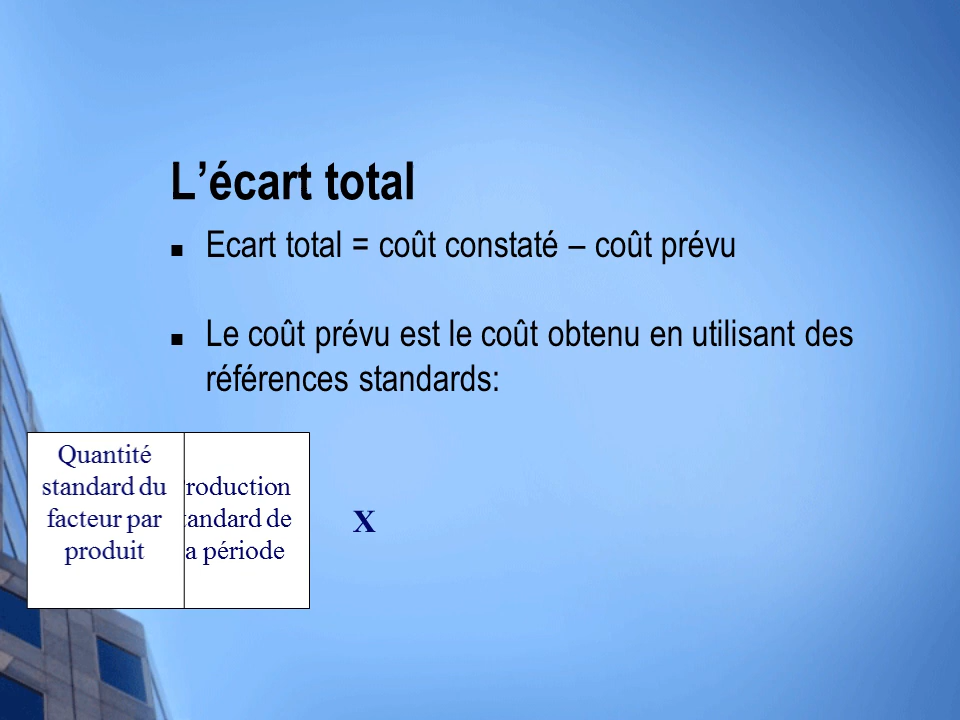 L’écart total
Ecart total = coût constaté – coût prévu
Le coût prévu est le coût obtenu en utilisant des
références standards:
Quantité
standard du
facteur par
produit
roduction
tandard de
a période
X